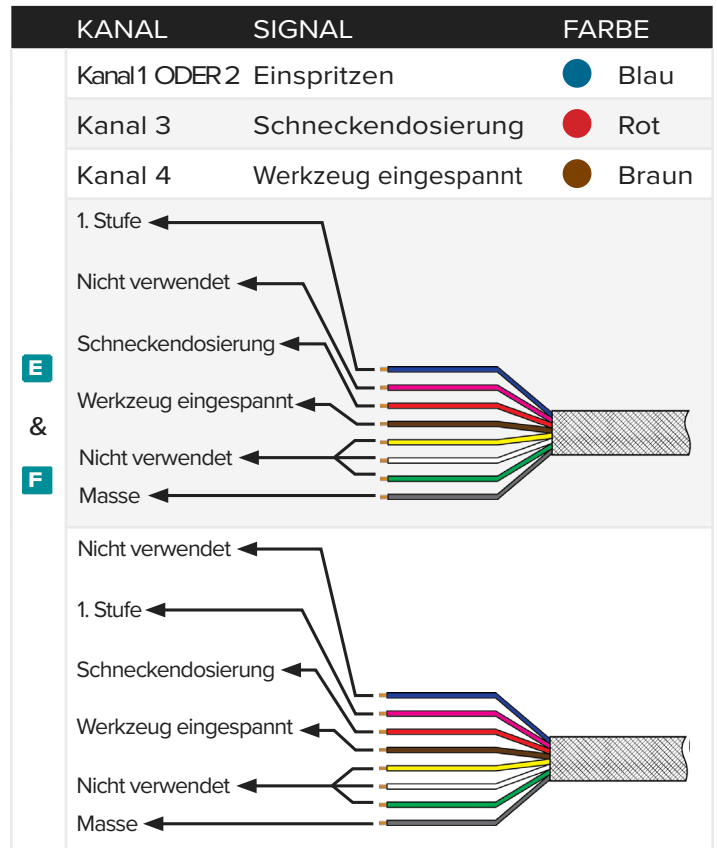 KANAL SIGNAL FARBE
Kanal 1 ODER 2 Einspritzen Blau
Kanal 3 Schneckendosierung Rot
Kanal 4 Werkzeug eingespannt Braun
E
&
F
1. Stufe
Nicht verwendet
Schneckendosierung
Werkzeug eingespannt
Nicht verwendet
Masse
Nicht verwendet
1. Stufe
Schneckendosierung
Werkzeug eingespannt
Nicht verwendet
Masse